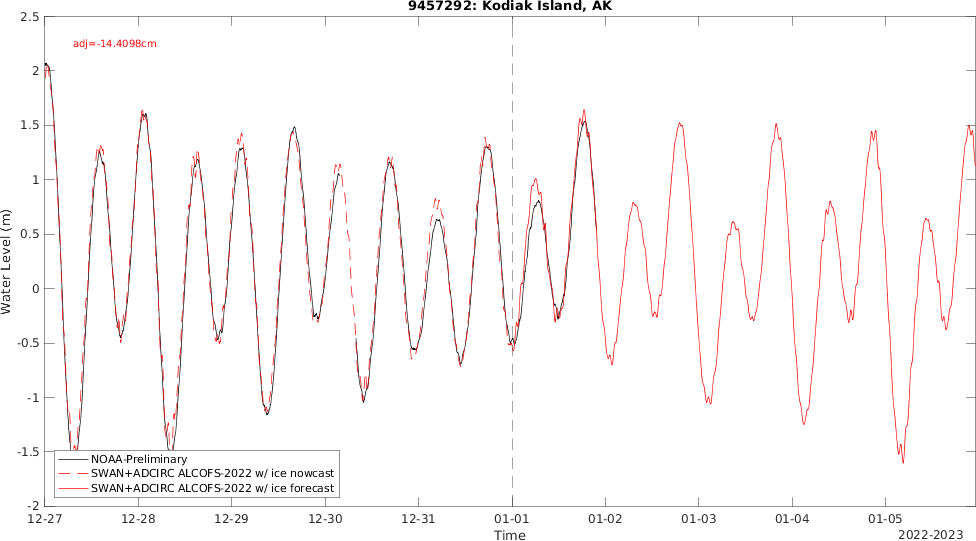 9457292: Kodiak Island, AK
adj=-14.4098cm
2.5
2
1.5
1
0.5
0
-0.5
-1
-1.5
-2
Water Level (m)
NOAA-Preliminary
SWAN+ADCIRC ALCOFS-2022 w/ ice nowcast
SWAN+ADCIRC ALCOFS-2022 w/ ice forecast
12-27 12-28 12-29 12-30 12-31 01-01 01-02 01-03 01-04 01-05
Time
2022-2023